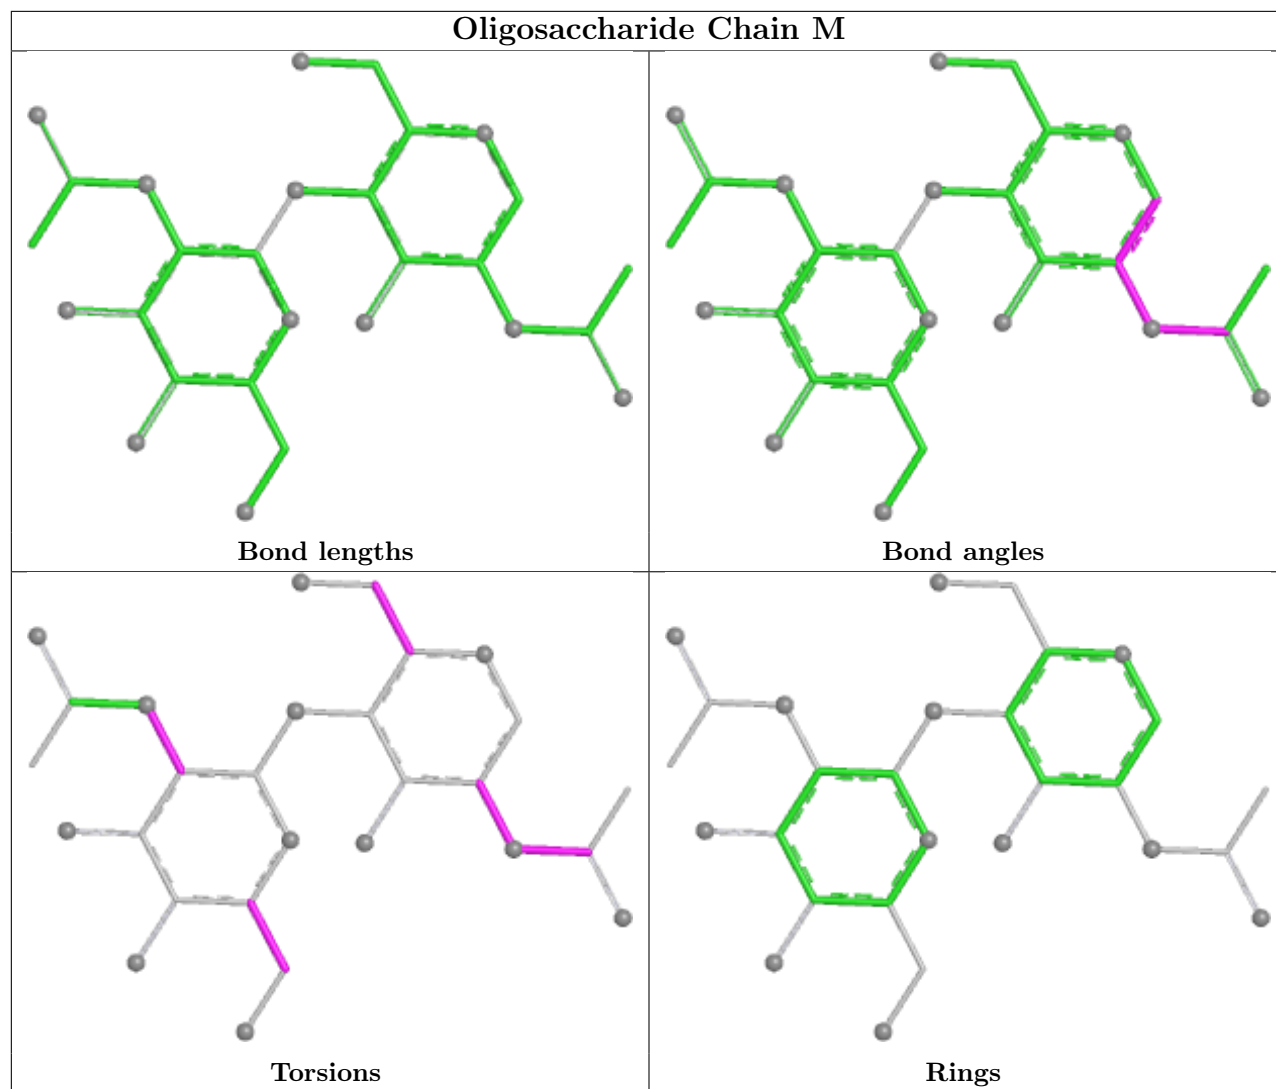 Oligosaccharide Chain M
Bond lengths
Bond angles
Torsions
Rings